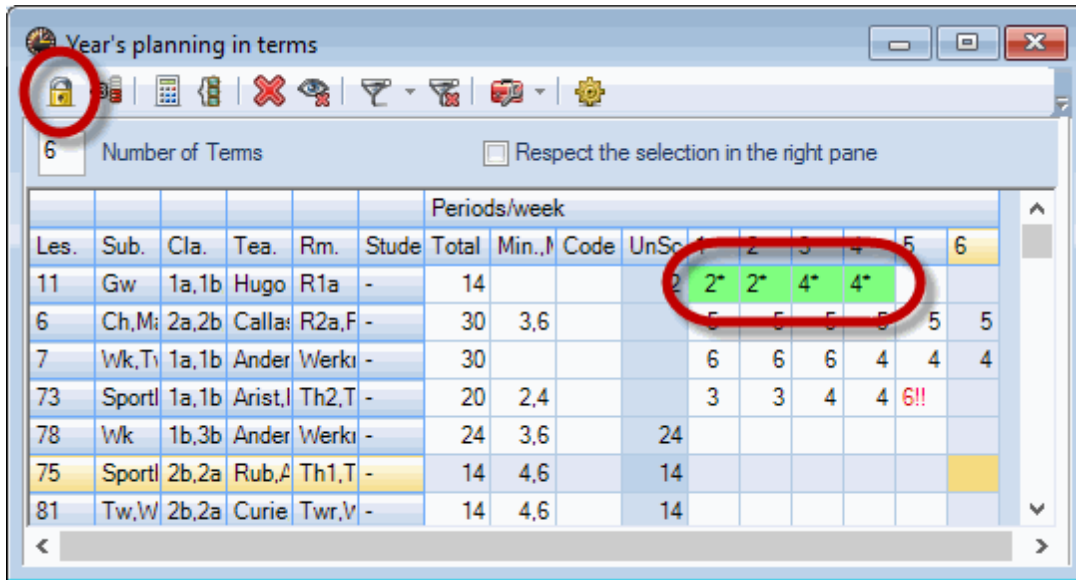 Year's planning in terms
6 Number of Terms Respect the selection in the right pane
Periods/week
Les. Sub. Cla. Tea. Rm. Stude Total Min.,M Code UnSc 1 2 3 4 5 6
11 Gw 1a,1b Hugo R1a - 14 2 2* 2* 4* 4*
6 Ch,Ma 2a,2b Callas R2a,F - 30 3,6 5 5 5 5 5 5
7 Wk,Tv 1a,1b Ander Werkr - 30 6 6 6 4 4 4
73 Sportl 1a,1b Arist,l Th2,T - 20 2,4 3 3 4 4 6!!
78 Wk 1b,3b Ander Werkr - 24 3,6 24
75 Sportl 2b,2a Rub,A Th1,T - 14 4,6 14
81 Tw,W 2b,2a Curie Twr,V - 14 4,6 14